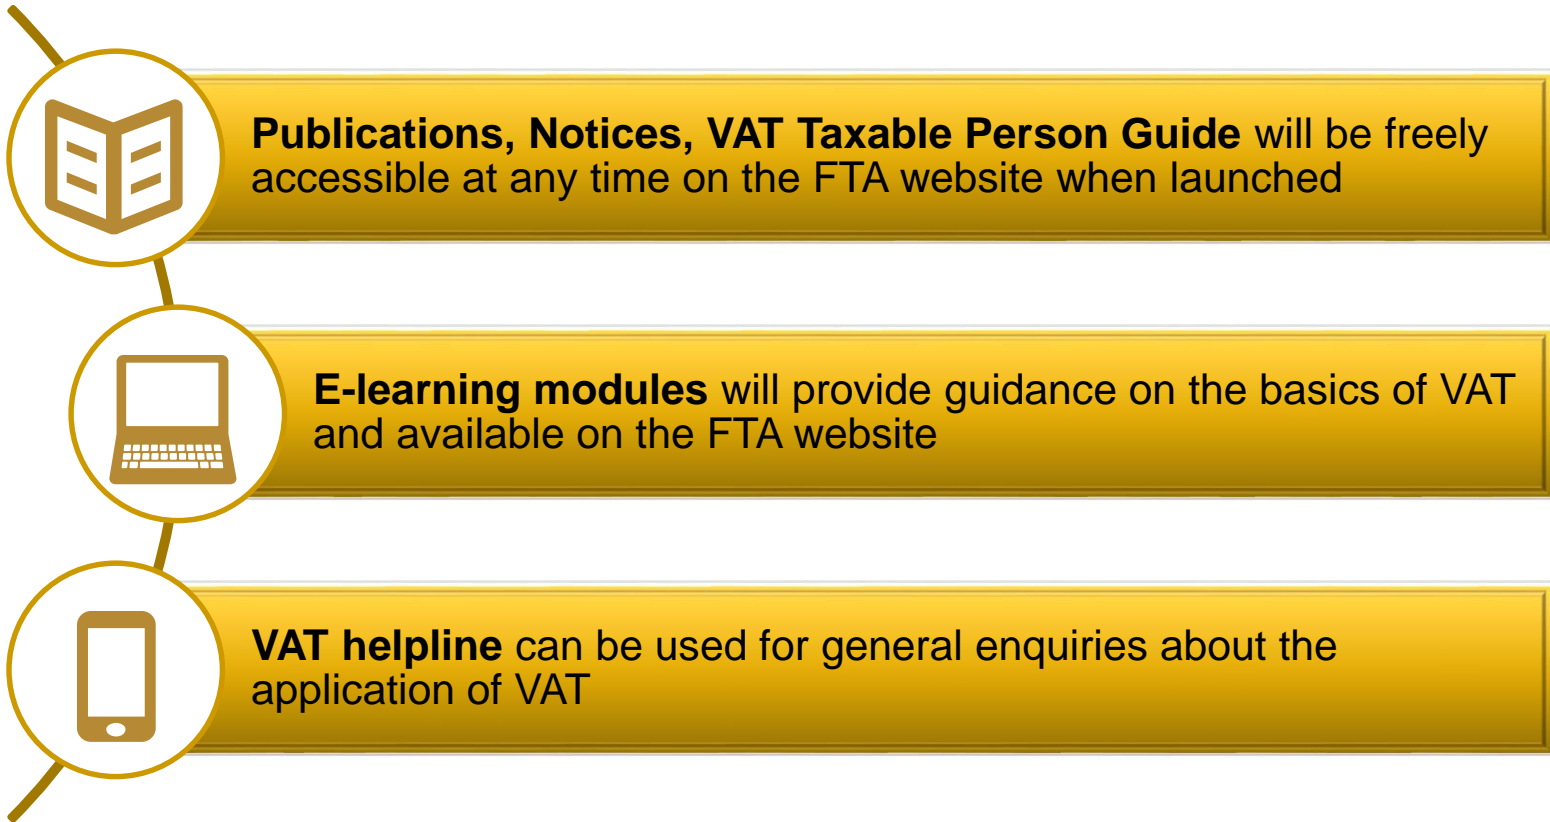 Publications, Notices, VAT Taxable Person Guide will be freely
accessible at any time on the FTA website when launched
E-learning modules will provide guidance on the basics of VAT
and available on the FTA website
VAT helpline can be used for general enquiries about the
application of VAT